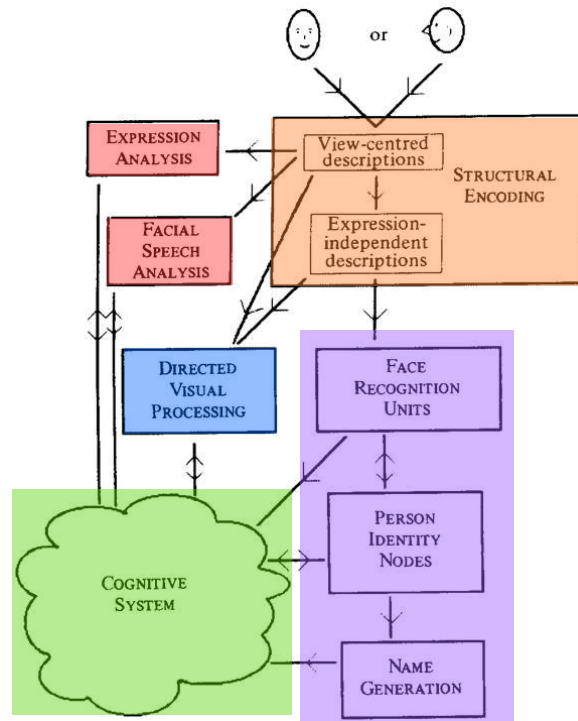 or
EXPRESSION
ANALYSIS
View-centred
descriptions
STRUCTURAL
ENCODING
FACIAL
SPEECH
ANALYSIS
Expression-
independent
descriptions
DIRECTED
VISUAL
PROCESSING
FACE
RECOGNITION
UNITS
COGNITIVE
SYSTEM
PERSON
IDENTITY
NODES
NAME
GENERATION